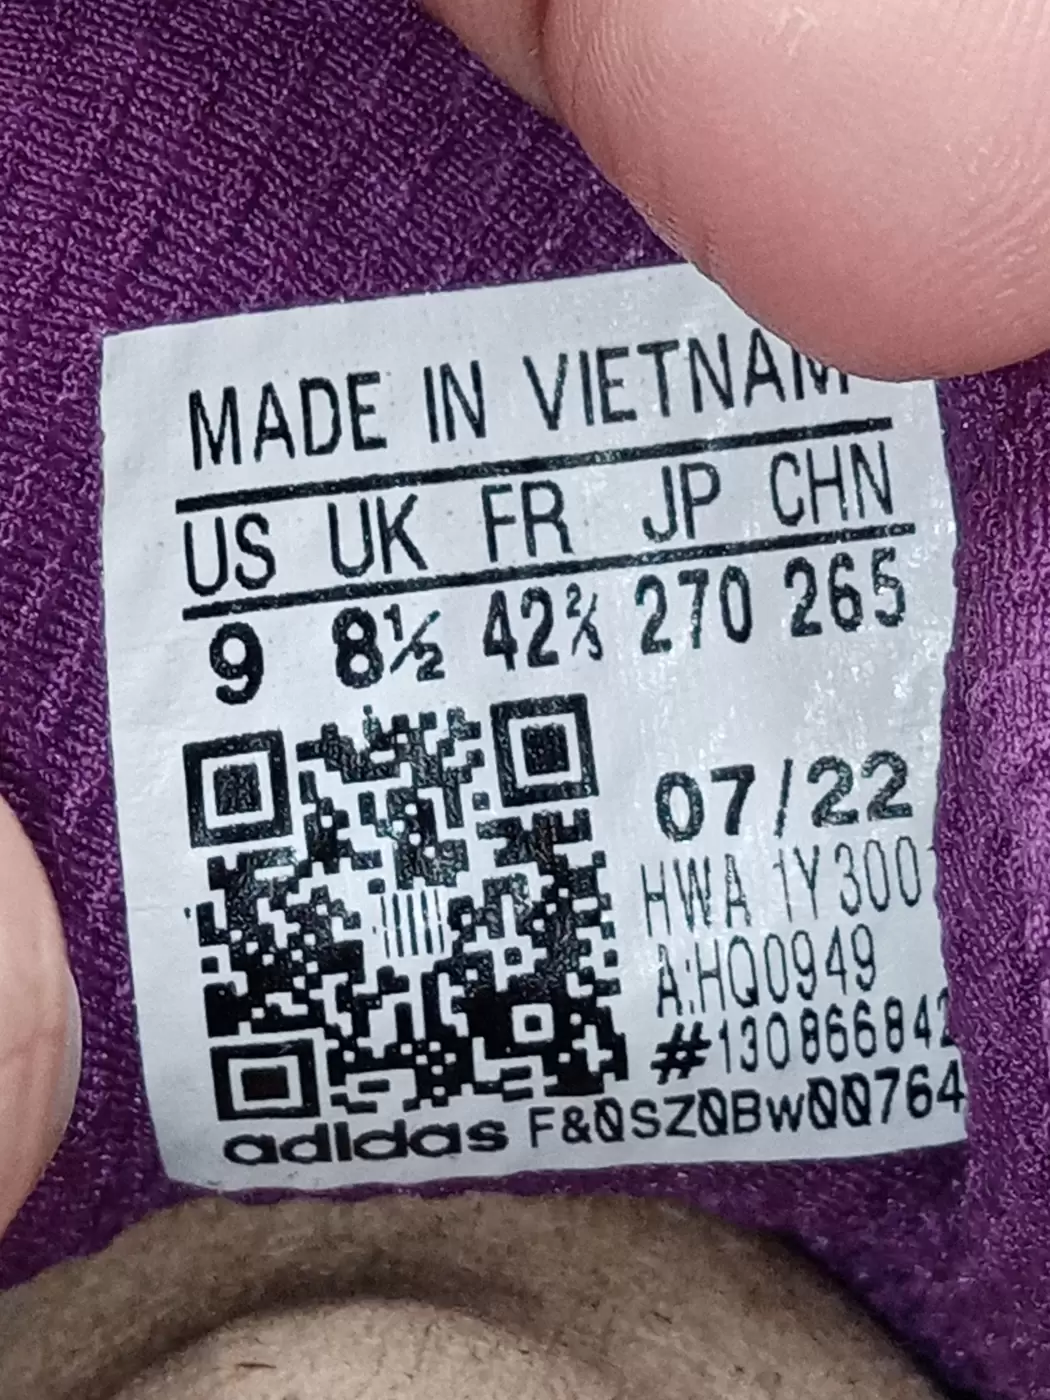 MADE IN VIETNAM
US UK FR JP CHN
9 8½ 42⅔ 270 265
07/22
HWA 1Y300
A:HQ0949
#130866842
adidas F&0SZ0BW00764